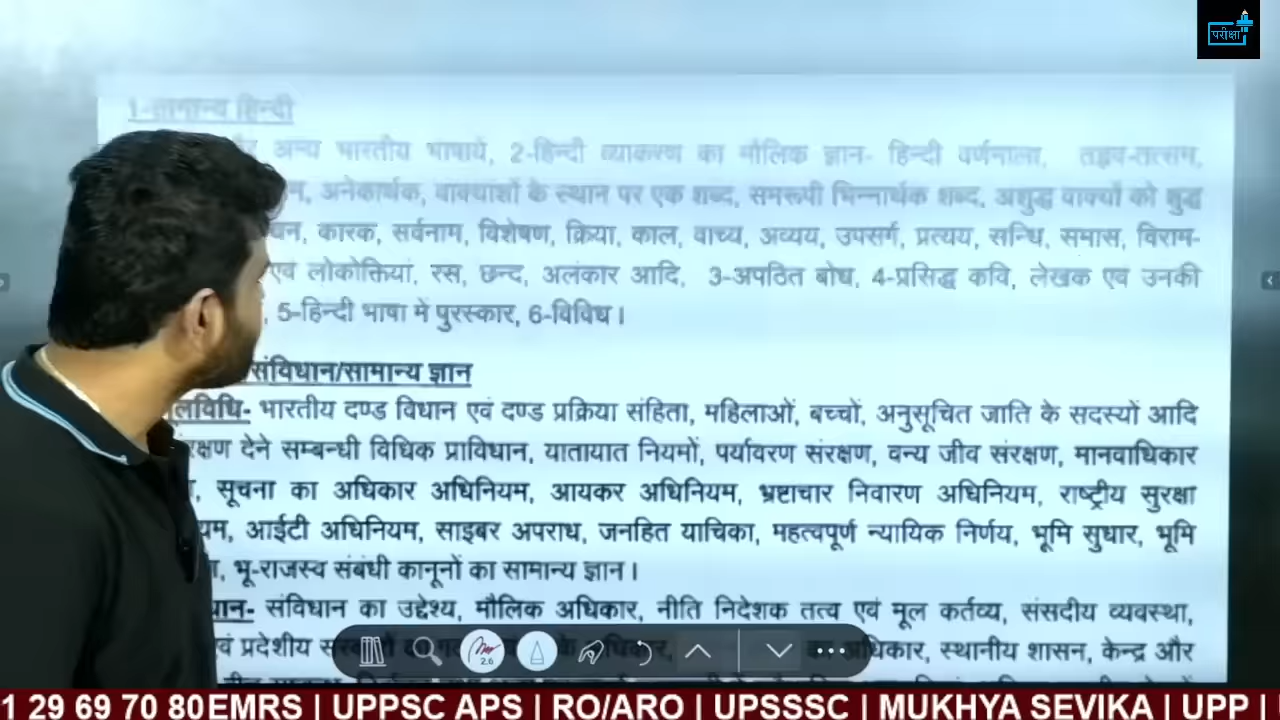 परीक्षा
1-सामान्य हिन्दी
अन्य भारतीय भाषायें, 2-हिन्दी व्याकरण का मौलिक ज्ञान- हिन्दी वर्णमाला, तद्भव-तत्सम,
अनेकार्थक, वाक्यांशों के स्थान पर एक शब्द, समरूपी भिन्नार्थक शब्द, अशुद्ध वाक्यों को शुद्ध
कारक, सर्वनाम, विशेषण, क्रिया, काल, वाच्य, अव्यय, उपसर्ग, प्रत्यय, सन्धि, समास, विराम-
एवं लोकोक्तियां, रस, छन्द, अलंकार आदि, 3-अपठित बोध, 4-प्रसिद्ध कवि, लेखक एवं उनकी
5-हिन्दी भाषा में पुरस्कार, 6-विविध।
संविधान/सामान्य ज्ञान
भारतीय दण्ड विधान एवं दण्ड प्रक्रिया संहिता, महिलाओं, बच्चों, अनुसूचित जाति के सदस्यों आदि
देने सम्बन्धी विधिक प्राविधान, यातायात नियमों, पर्यावरण संरक्षण, वन्य जीव संरक्षण, मानवाधिकार
सूचना का अधिकार अधिनियम, आयकर अधिनियम, भ्रष्टाचार निवारण अधिनियम, राष्ट्रीय सुरक्षा
आईटी अधिनियम, साइबर अपराध, जनहित याचिका, महत्वपूर्ण न्यायिक निर्णय, भूमि सुधार, भूमि
भू-राजस्व संबंधी कानूनों का सामान्य ज्ञान।
संविधान का उद्देश्य, मौलिक अधिकार, नीति निदेशक तत्व एवं मूल कर्तव्य, संसदीय व्यवस्था,
प्रदेशीय का अधिकार, स्थानीय शासन, केन्द्र और
2.6
1 29 69 70 80 EMRS | UPPSC APS | RO/ARO | UPSSSC | MUKHYA SEVIKA | UPP |